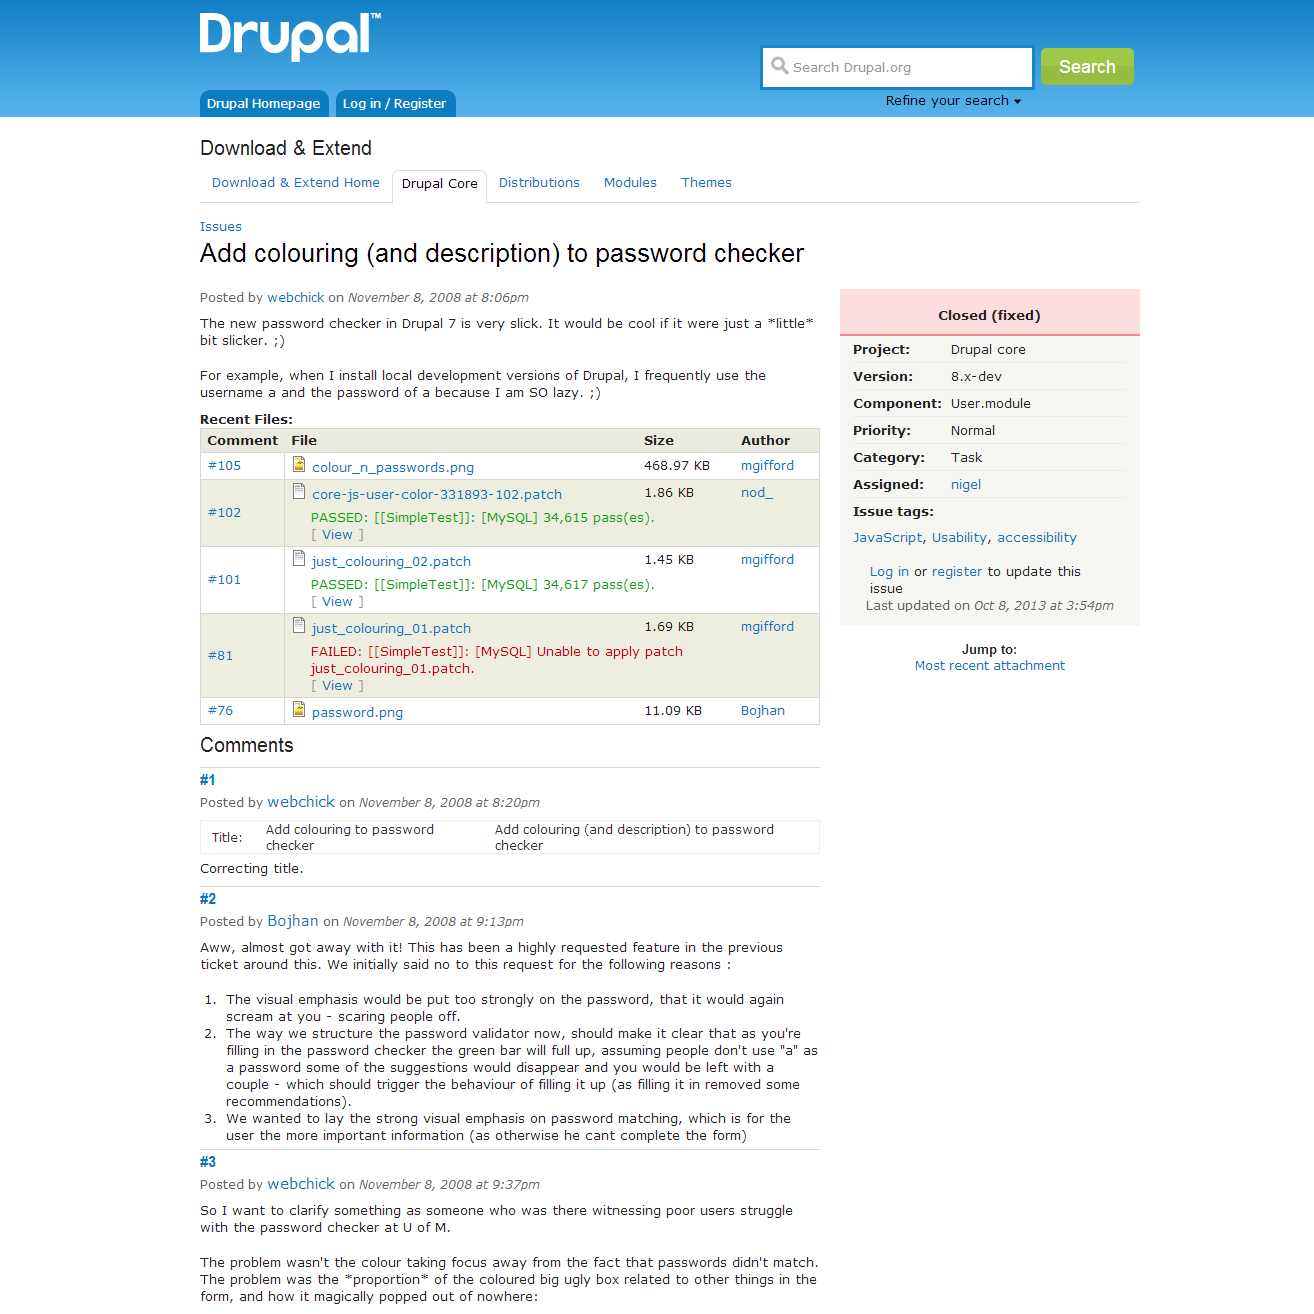 Drupal™
Search Drupal.org
Search
Refine your search
Drupal Homepage
Log in / Register
Download & Extend
Download & Extend Home
Drupal Core
Distributions
Modules
Themes
Issues
Add colouring (and description) to password checker
Posted by webchick on November 8, 2008 at 8:06pm
The new password checker in Drupal 7 is very slick. It would be cool if it were just a *little*
bit slicker. ;)
For example, when I install local development versions of Drupal, I frequently use the
username a and the password of a because I am SO lazy. ;)
Recent Files:
Comment File Size Author
#105 colour_n_passwords.png 468.97 KB mgifford
#102 core-js-user-color-331893-102.patch 1.86 KB nod_
PASSED: [[SimpleTest]]: [MySQL] 34,615 pass(es).
[ View ]
#101 just_colouring_02.patch 1.45 KB mgifford
PASSED: [[SimpleTest]]: [MySQL] 34,617 pass(es).
[ View ]
#81 just_colouring_01.patch 1.69 KB mgifford
FAILED: [[SimpleTest]]: [MySQL] Unable to apply patch
just_colouring_01.patch.
[ View ]
#76 password.png 11.09 KB Bojhan
Closed (fixed)
Project: Drupal core
Version: 8.x-dev
Component: User.module
Priority: Normal
Category: Task
Assigned: nigel
Issue tags:
JavaScript, Usability, accessibility
Log in or register to update this
issue
Last updated on Oct 8, 2013 at 3:54pm
Jump to:
Most recent attachment
Comments
#1
Posted by webchick on November 8, 2008 at 8:20pm
Title: Add colouring to password Add colouring (and description) to password
checker checker
Correcting title.
#2
Posted by Bojhan on November 8, 2008 at 9:13pm
Aww, almost got away with it! This has been a highly requested feature in the previous
ticket around this. We initially said no to this request for the following reasons :
1. The visual emphasis would be put too strongly on the password, that it would again
scream at you - scaring people off.
2. The way we structure the password validator now, should make it clear that as you're
filling in the password checker the green bar will full up, assuming people don't use "a" as
a password some of the suggestions would disappear and you would be left with a
couple - which should trigger the behaviour of filling it up (as filling it in removed some
recommendations).
3. We wanted to lay the strong visual emphasis on password matching, which is for the
user the more important information (as otherwise he cant complete the form)
#3
Posted by webchick on November 8, 2008 at 9:37pm
So I want to clarify something as someone who was there witnessing poor users struggle
with the password checker at U of M.
The problem wasn't the colour taking focus away from the fact that passwords didn't match.
The problem was the *proportion* of the coloured big ugly box related to other things in the
form, and how it magically popped out of nowhere: